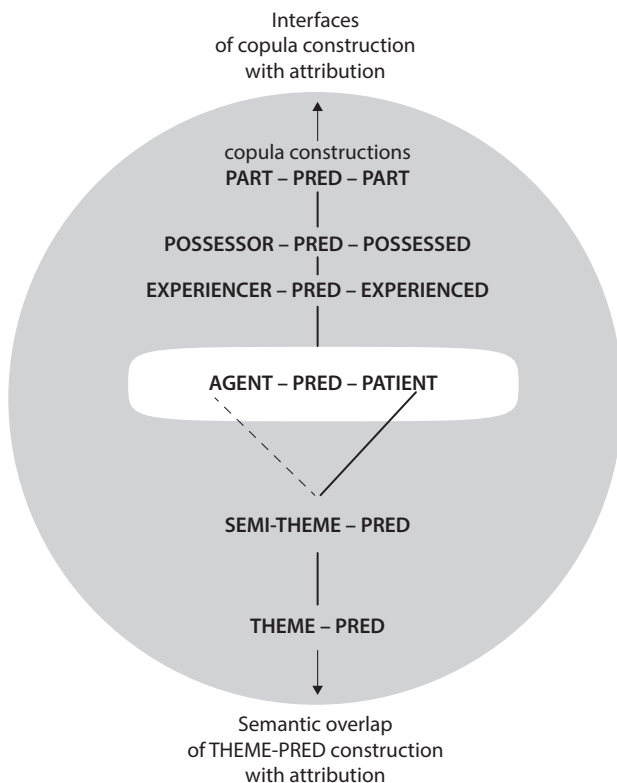 Interfaces
of copula construction
with attribution
copula constructions
PART – PRED – PART
POSSESSOR – PRED – POSSESSED
EXPERIENCER – PRED – EXPERIENCED
AGENT – PRED – PATIENT
SEMI-THEME – PRED
THEME – PRED
Semantic overlap
of THEME-PRED construction
with attribution